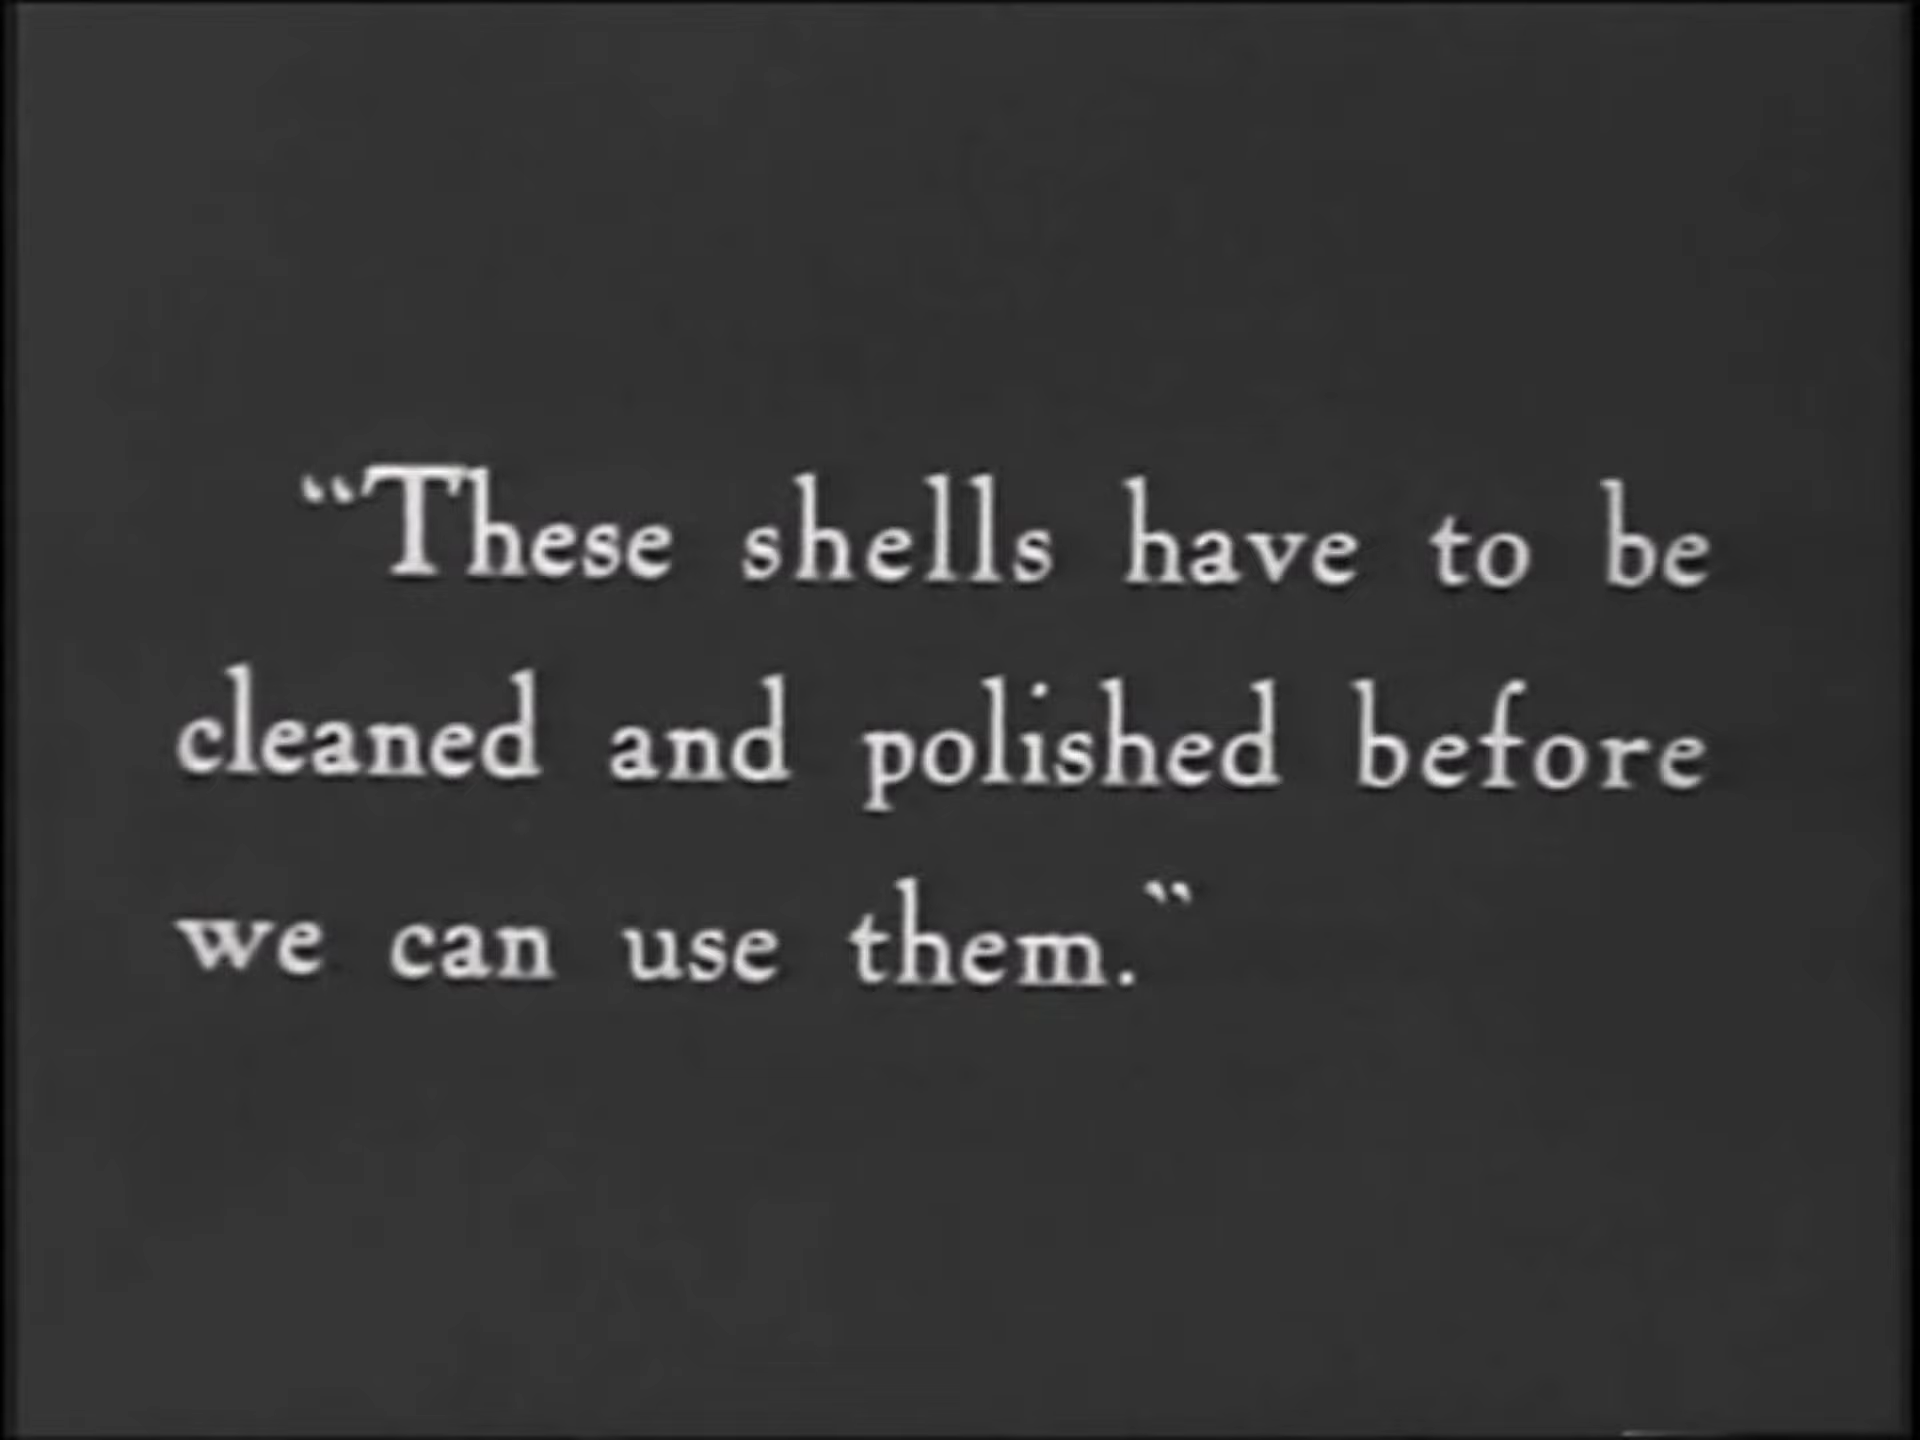 “These shells have to be
cleaned and polished before
we can use them.”